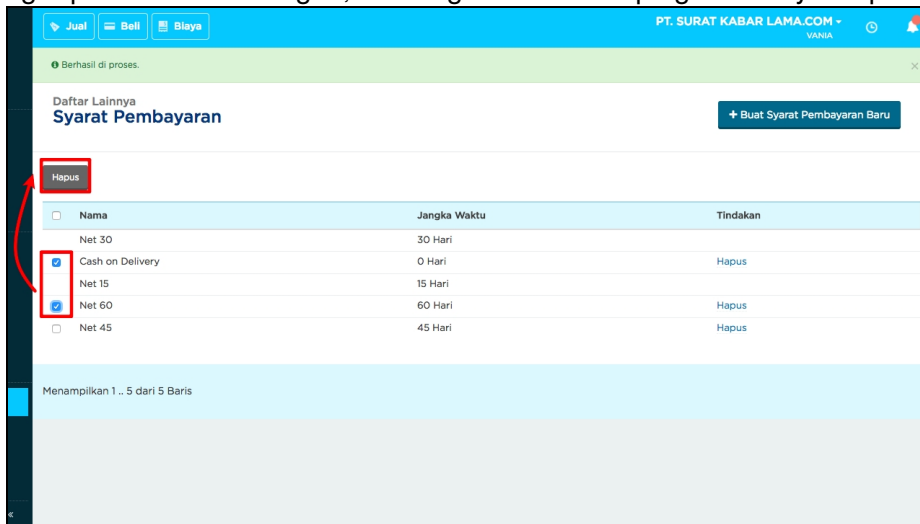 Jual Beli Biaya PT. SURAT KABAR LAMA.COM
VANIA
Berhasil di proses. ×
Daftar Lainnya
Syarat Pembayaran
+ Buat Syarat Pembayaran Baru
Hapus
Nama Jangka Waktu Tindakan
Net 30 30 Hari
Cash on Delivery 0 Hari Hapus
Net 15 15 Hari
Net 60 60 Hari Hapus
Net 45 45 Hari Hapus
Menampilkan 1 .. 5 dari 5 Baris
«